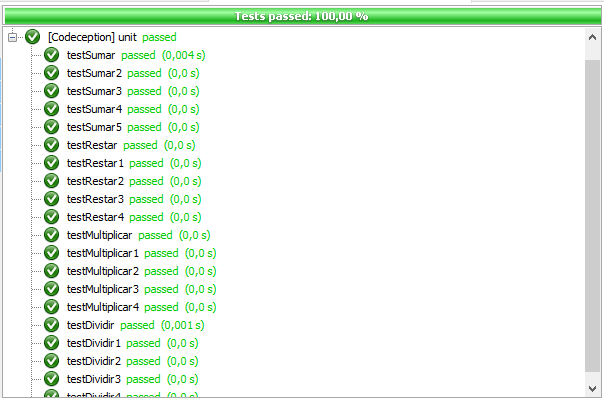 Tests passed: 100,00 %
[Codeception] unit passed
testSumar passed (0,004 s)
testSumar2 passed (0,0 s)
testSumar3 passed (0,0 s)
testSumar4 passed (0,0 s)
testSumar5 passed (0,0 s)
testRestar passed (0,0 s)
testRestar1 passed (0,0 s)
testRestar2 passed (0,0 s)
testRestar3 passed (0,0 s)
testRestar4 passed (0,0 s)
testMultiplicar passed (0,0 s)
testMultiplicar1 passed (0,0 s)
testMultiplicar2 passed (0,0 s)
testMultiplicar3 passed (0,0 s)
testMultiplicar4 passed (0,0 s)
testDividir passed (0,001 s)
testDividir1 passed (0,0 s)
testDividir2 passed (0,0 s)
testDividir3 passed (0,0 s)
testDividir4 passed (0,0 s)